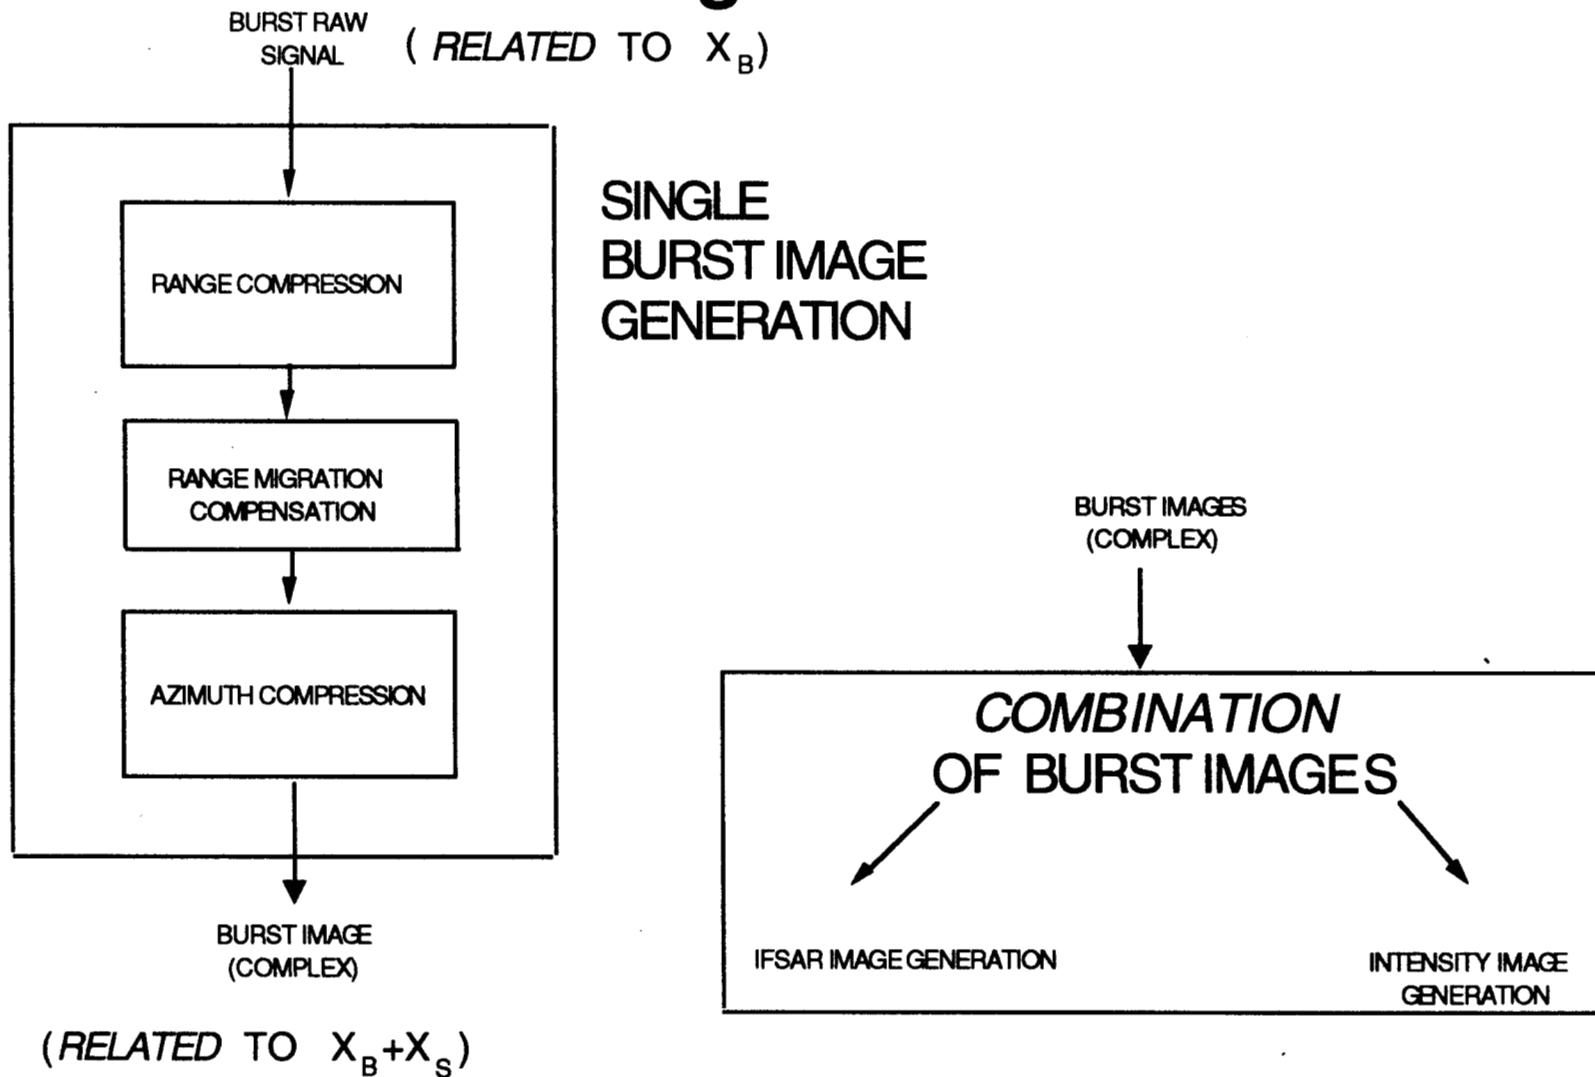 BURST RAW
SIGNAL
( RELATED TO X_B)
SINGLE
BURST IMAGE
GENERATION
RANGE COMPRESSION
RANGE MIGRATION
COMPENSATION
AZIMUTH COMPRESSION
BURST IMAGE
(COMPLEX)
(RELATED TO X_B+X_S)
BURST IMAGES
(COMPLEX)
COMBINATION
OF BURST IMAGES
IFSAR IMAGE GENERATION
INTENSITY IMAGE
GENERATION